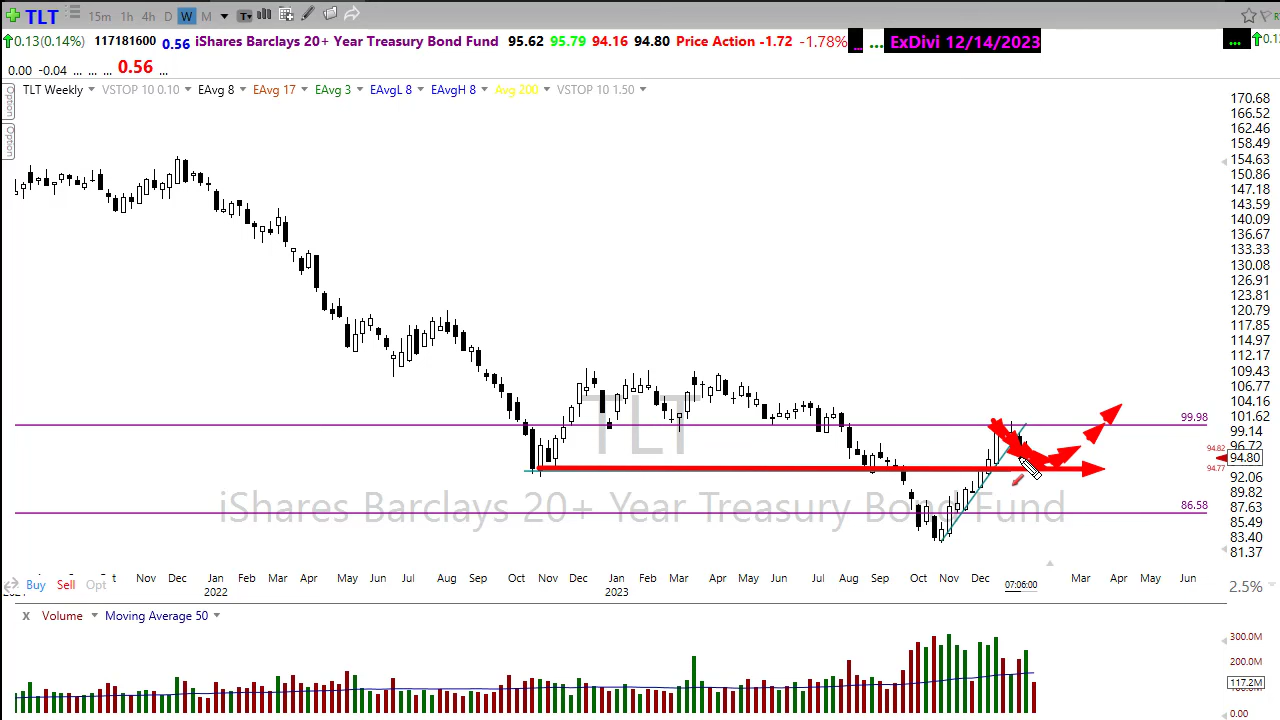 TLT 15m 1h 4h D W M T
0.13(0.14%) 117181600 0.56 iShares Barclays 20+ Year Treasury Bond Fund 95.62 95.79 94.16 94.80 Price Action -1.72 -1.78% ... ... ExDivi 12/14/2023 ...
0.00 -0.04 ... ... ... 0.56 ...
TLT Weekly VSTOP 10 0.10 EAvg 8 EAvg 17 EAvg 3 EAvgL 8 EAvgH 8 Avg 200 VSTOP 10 1.50
Option
Option
170.68
166.52
162.46
158.49
154.63
150.86
147.18
143.59
140.09
136.67
133.33
130.08
126.91
123.81
120.79
117.85
114.97
112.17
109.43
106.77
104.16
101.62
99.98
99.14
96.72
94.82
94.80
94.77
92.06
89.82
87.63
86.58
85.49
83.40
81.37
TLT
iShares Barclays 20+ Year Treasury Bond Fund
Nov Dec Jan Feb Mar Apr May Jun Jul Aug Sep Oct Nov Dec Jan Feb Mar Apr May Jun Jul Aug Sep Oct Nov Dec Mar Apr May Jun
Buy Sell Opt 2022 2023 07:06:00 2.5%
x Volume Moving Average 50
300.0M
200.0M
117.2M
0.00